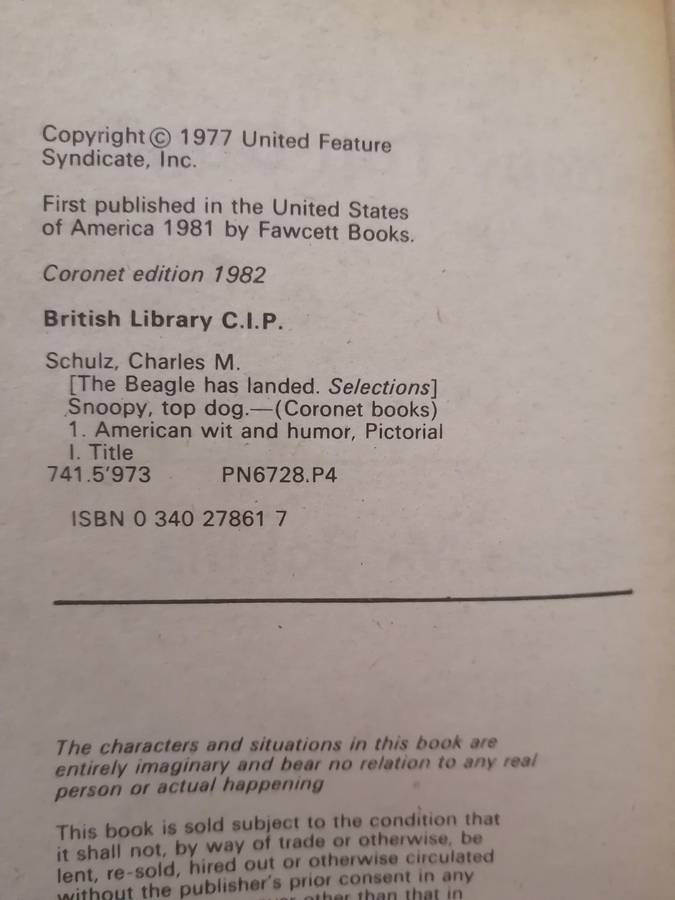 Copyright © 1977 United Feature
Syndicate, Inc.
First published in the United States
of America 1981 by Fawcett Books.
Coronet edition 1982
British Library C.I.P.
Schulz, Charles M.
[The Beagle has landed. Selections]
Snoopy, top dog.—(Coronet books)
1. American wit and humor, Pictorial
I. Title
741.5'973 PN6728.P4
ISBN 0 340 27861 7
The characters and situations in this book are
entirely imaginary and bear no relation to any real
person or actual happening
This book is sold subject to the condition that
it shall not, by way of trade or otherwise, be
lent, re-sold, hired out or otherwise circulated
without the publisher's prior consent in any
other than that in